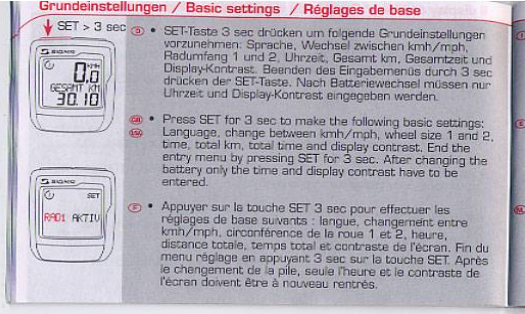 Grundeinstellungen / Basic settings / Réglages de base
SET > 3 sec
D • SET-Taste 3 sec drücken um folgende Grundeinstellungen
vorzunehmen: Sprache, Wechsel zwischen kmh/mph,
Radumfang 1 und 2, Uhrzeit, Gesamt km, Gesamtzeit und
Display-Kontrast. Beenden des Eingabemenüs durch 3 sec
drücken der SET-Taste. Nach Batteriewechsel müssen nur
Uhrzeit und Display-Kontrast eingegeben werden.
SIGMA
KMH
0.0
GESAMT KM
30.10
GB • Press SET for 3 sec to make the following basic settings:
USA Language, change between kmh/mph, wheel size 1 and 2,
time, total km, total time and display contrast. End the
entry menu by pressing SET for 3 sec. After changing the
battery only the time and display contrast have to be
entered.
SIGMA
SET
RAD1 AKTIV
F • Appuyer sur la touche SET 3 sec pour effectuer les
réglages de base suivants : langue, changement entre
kmh/mph, circonférence de la roue 1 et 2, heure,
distance totale, temps total et contraste de l'écran. Fin du
menu réglage en appuyant 3 sec sur la touche SET. Après
le changement de la pile, seule l'heure et le contraste de
l'écran doivent être à nouveau rentrés.